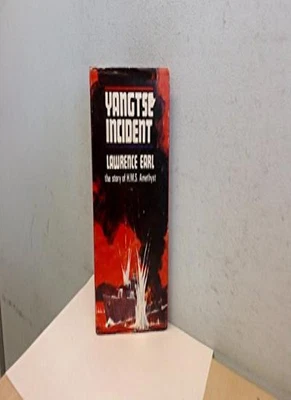 YANGTSE
INCIDENT
LAWRENCE EARL
the story of H.M.S. Amethyst